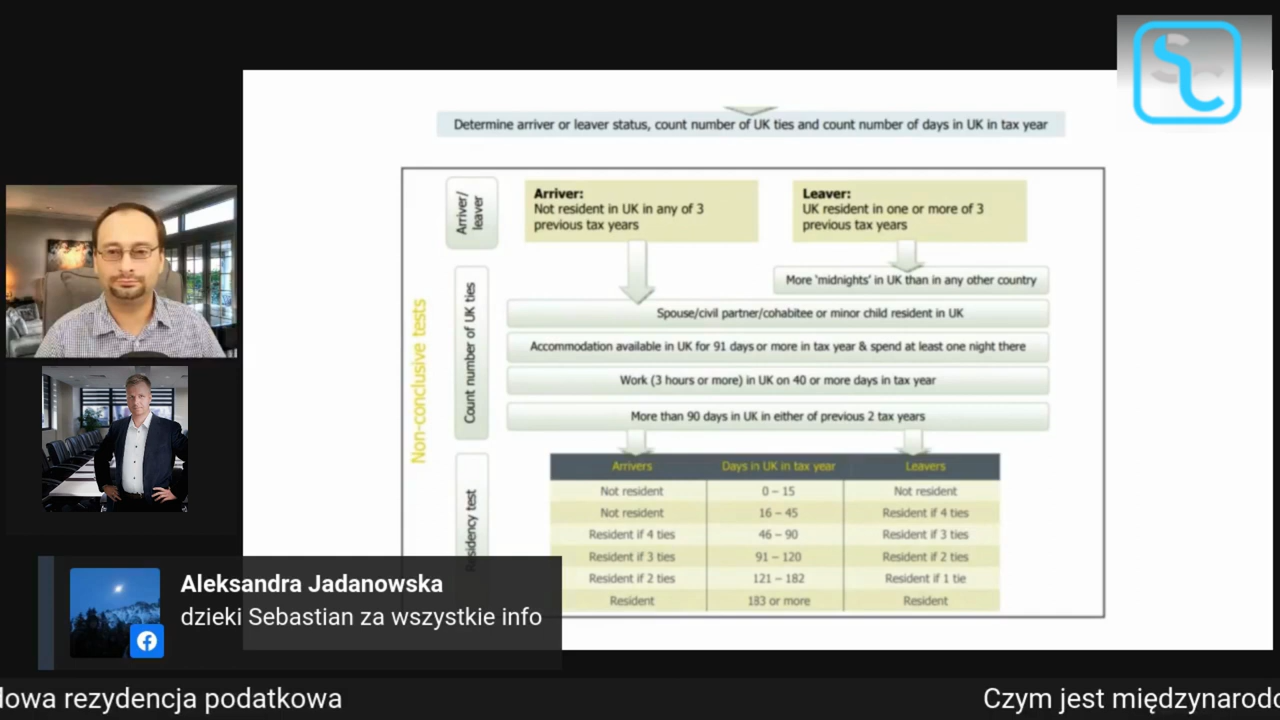 Determine arriver or leaver status, count number of UK ties and count number of days in UK in tax year
Arriver/
leaver
Arriver:
Not resident in UK in any of 3
previous tax years
Leaver:
UK resident in one or more of 3
previous tax years
Non-conclusive tests
Count number of UK ties
More 'midnights' in UK than in any other country
Spouse/civil partner/cohabitee or minor child resident in UK
Accommodation available in UK for 91 days or more in tax year & spend at least one night there
Work (3 hours or more) in UK on 40 or more days in tax year
More than 90 days in UK in either of previous 2 tax years
Residency test
Arrivers Days in UK in tax year Leavers
Not resident 0 – 15 Not resident
Not resident 16 – 45 Resident if 4 ties
Resident if 4 ties 46 – 90 Resident if 3 ties
Resident if 3 ties 91 – 120 Resident if 2 ties
Resident if 2 ties 121 – 182 Resident if 1 tie
Resident 183 or more Resident
Aleksandra Jadanowska
dzieki Sebastian za wszystkie info
dowa rezydencja podatkowa
Czym jest międzynarodo